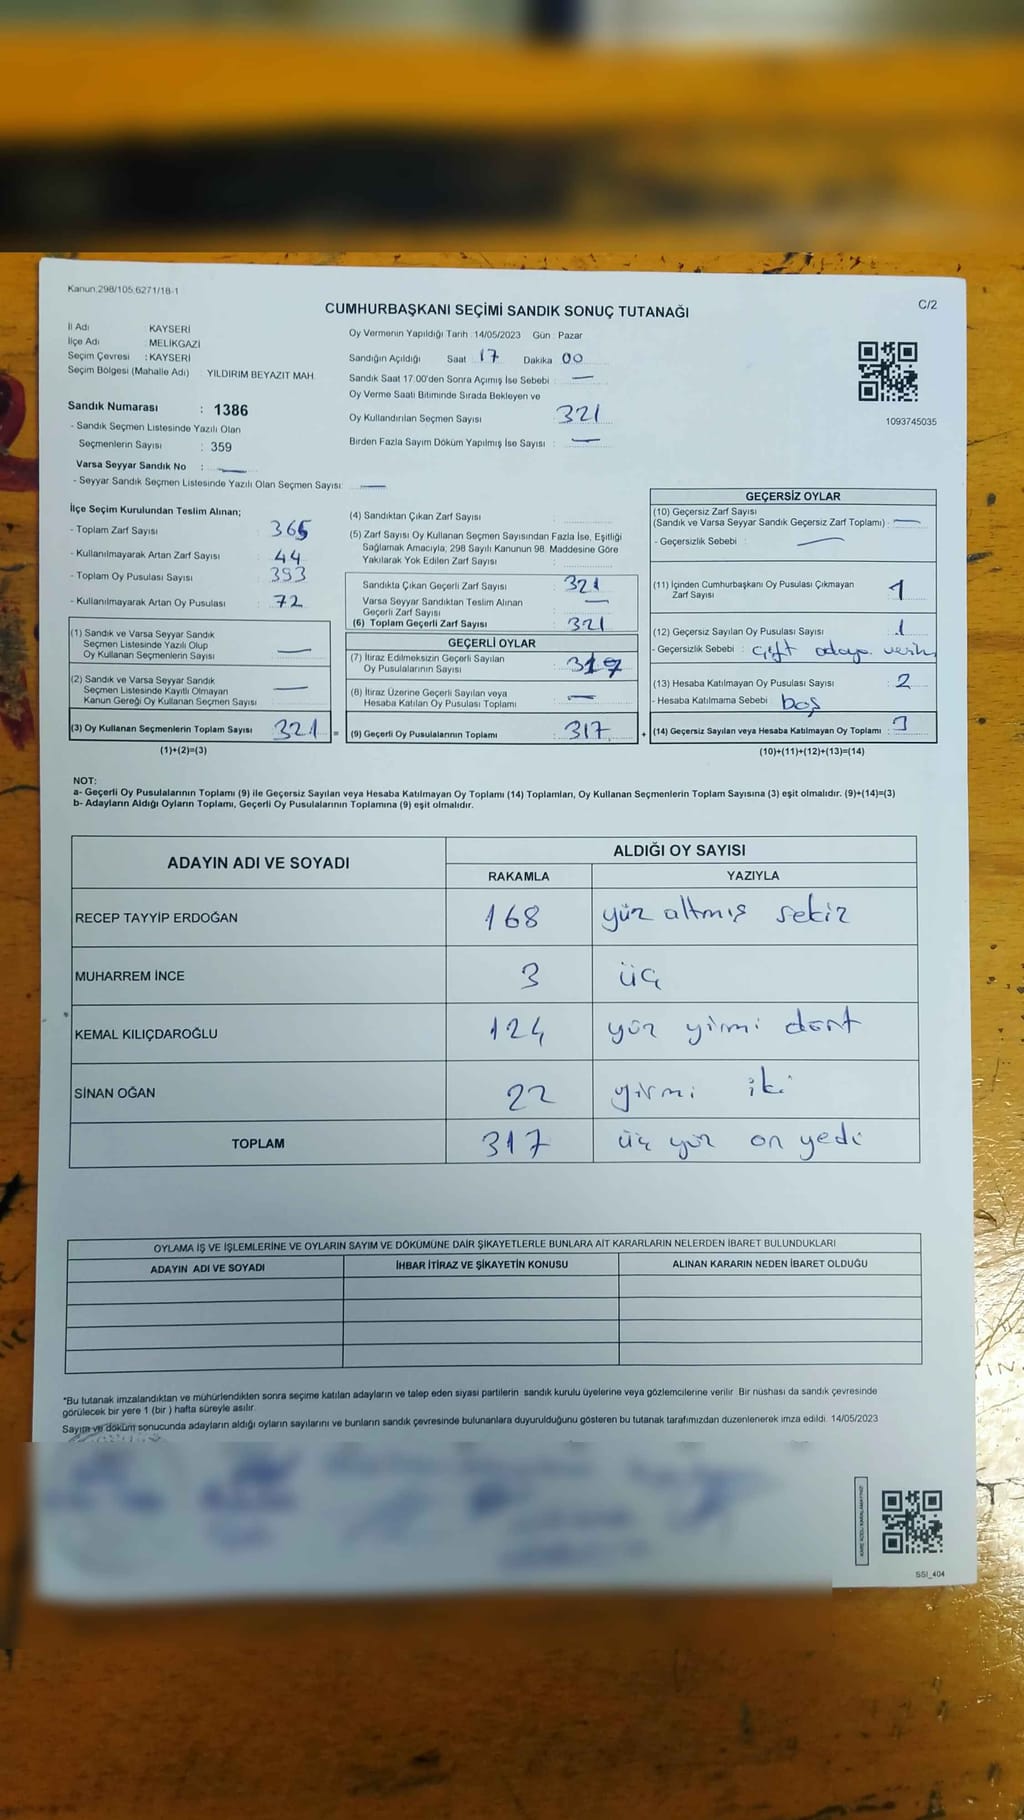 Kanun:298/105,6271/18-1
CUMHURBAŞKANI SEÇİMİ SANDIK SONUÇ TUTANAĞI
C/2
İl Adı : KAYSERİ
İlçe Adı : MELİKGAZİ
Seçim Çevresi : KAYSERİ
Seçim Bölgesi (Mahalle Adı) : YILDIRIM BEYAZIT MAH.
Sandık Numarası : 1386
- Sandık Seçmen Listesinde Yazılı Olan
Seçmenlerin Sayısı : 359
Varsa Seyyar Sandık No : —
- Seyyar Sandık Seçmen Listesinde Yazılı Olan Seçmen Sayısı: —
Oy Vermenin Yapıldığı Tarih : 14/05/2023 Gün : Pazar
Sandığın Açıldığı Saat 17 Dakika 00
Sandık Saat 17:00'den Sonra Açımış İse Sebebi : —
Oy Verme Saati Bitiminde Sırada Bekleyen ve
Oy Kullandırılan Seçmen Sayısı : 321
Birden Fazla Sayım Döküm Yapılmış İse Sayısı : —
1093745035
İlçe Seçim Kurulundan Teslim Alınan;
- Toplam Zarf Sayısı : 365
- Kullanılmayarak Artan Zarf Sayısı : 44
- Toplam Oy Pusulası Sayısı : 393
- Kullanılmayarak Artan Oy Pusulası : 72
(1) Sandık ve Varsa Seyyar Sandık
Seçmen Listesinde Yazılı Olup
Oy Kullanan Seçmenlerin Sayısı : —
(2) Sandık ve Varsa Seyyar Sandık
Seçmen Listesinde Kayıtlı Olmayan
Kanun Gereği Oy Kullanan Seçmen Sayısı : —
(3) Oy Kullanan Seçmenlerin Toplam Sayısı : 321 =
(1)+(2)=(3)
(4) Sandıktan Çıkan Zarf Sayısı :
(5) Zarf Sayısı Oy Kullanan Seçmen Sayısından Fazla İse, Eşitliği
Sağlamak Amacıyla, 298 Sayılı Kanunun 98. Maddesine Göre
Yakılarak Yok Edilen Zarf Sayısı :
Sandıkta Çıkan Geçerli Zarf Sayısı : 321
Varsa Seyyar Sandıktan Teslim Alınan
Geçerli Zarf Sayısı : —
(6) Toplam Geçerli Zarf Sayısı : 321
GEÇERLİ OYLAR
(7) İtiraz Edilmeksizin Geçerli Sayılan
Oy Pusulalarının Sayısı : 317
(8) İtiraz Üzerine Geçerli Sayılan veya
Hesaba Katılan Oy Pusulası Toplamı : —
(9) Geçerli Oy Pusulalarının Toplamı : 317 +
GEÇERSİZ OYLAR
(10) Geçersiz Zarf Sayısı
(Sandık ve Varsa Seyyar Sandık Geçersiz Zarf Toplamı) : —
- Geçersizlik Sebebi : —
(11) İçinden Cumhurbaşkanı Oy Pusulası Çıkmayan
Zarf Sayısı : 1
(12) Geçersiz Sayılan Oy Pusulası Sayısı : 1
- Geçersizlik Sebebi : çift adaya
(13) Hesaba Katılmayan Oy Pusulası Sayısı : 2
- Hesaba Katılmama Sebebi : boş
(14) Geçersiz Sayılan veya Hesaba Katılmayan Oy Toplamı : 3
(10)+(11)+(12)+(13)=(14)
NOT:
a- Geçerli Oy Pusulalarının Toplamı (9) ile Geçersiz Sayılan veya Hesaba Katılmayan Oy Toplamı (14) Toplamları, Oy Kullanan Seçmenlerin Toplam Sayısına (3) eşit olmalıdır. (9)+(14)=(3)
b- Adayların Aldığı Oyların Toplamı, Geçerli Oy Pusulalarının Toplamına (9) eşit olmalıdır.
ADAYIN ADI VE SOYADI
ALDIĞI OY SAYISI
RAKAMLA YAZIYLA
RECEP TAYYİP ERDOĞAN 168 yüz altmış sekiz
MUHARREM İNCE 3 üç
KEMAL KILIÇDAROĞLU 124 yüz yirmi dört
SİNAN OĞAN 22 yirmi iki
TOPLAM 317 üç yüz on yedi
OYLAMA İŞ VE İŞLEMLERİNE VE OYLARIN SAYIM VE DÖKÜMÜNE DAİR ŞİKAYETLERLE BUNLARA AİT KARARLARIN NELERDEN İBARET BULUNDUKLARI
ADAYIN ADI VE SOYADI İHBAR İTİRAZ VE ŞİKAYETİN KONUSU ALINAN KARARIN NEDEN İBARET OLDUĞU
*Bu tutanak imzalandıktan ve mühürlendikten sonra seçime katılan adayların ve talep eden siyasi partilerin sandık kurulu üyelerine veya gözlemcilerine verilir. Bir nüshası da sandık çevresinde
görülecek bir yere 1 (bir ) hafta süreyle asılır.
Sayım ve döküm sonucunda adayların aldığı oyların sayılarını ve bunların sandık çevresinde bulunanlara duyurulduğunu gösteren bu tutanak tarafımızdan düzenlenerek imza edildi. 14/05/2023
SSI_404